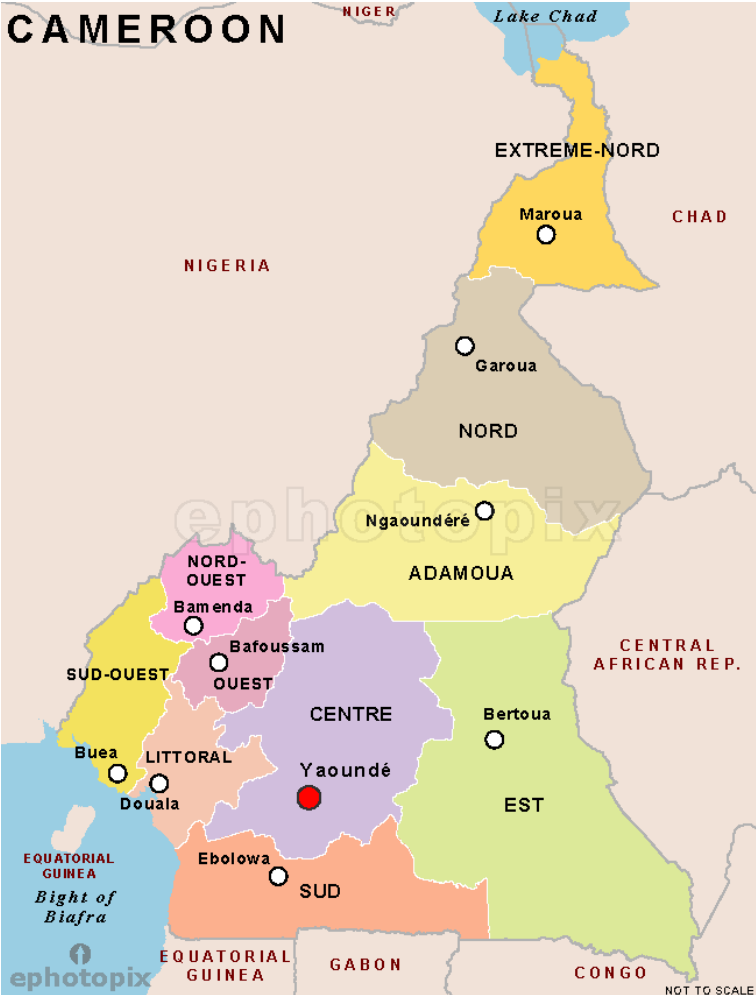 CAMEROON
NIGER
Lake Chad
EXTREME-NORD
Maroua
CHAD
NIGERIA
Garoua
NORD
ephotopix
Ngaoundéré
ADAMOUA
NORD-
OUEST
Bamenda
Bafoussam
OUEST
SUD-OUEST
CENTRAL
AFRICAN REP.
CENTRE
Bertoua
Buea
LITTORAL
Yaoundé
Douala
EST
EQUATORIAL
GUINEA
Ebolowa
SUD
Bight of
Biafra
ephotopix
EQUATORIAL
GUINEA
GABON
CONGO
NOT TO SCALE